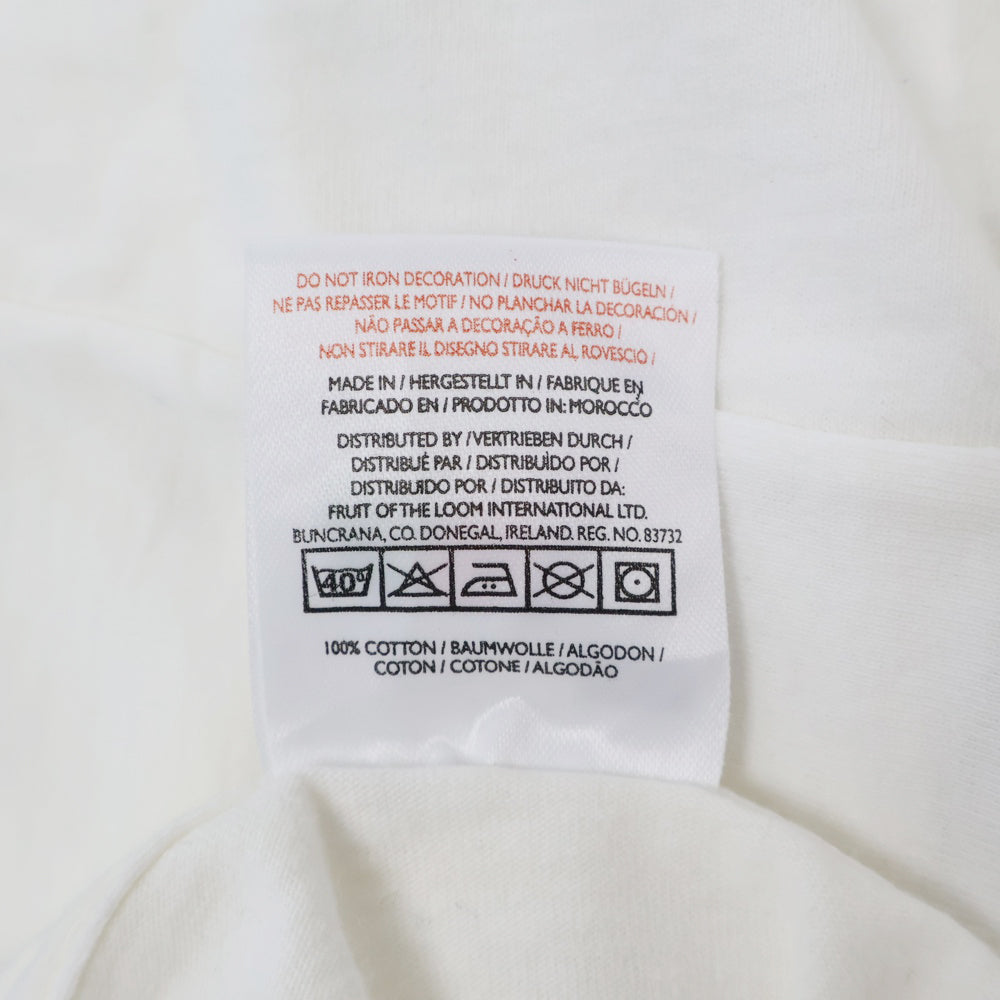 DO NOT IRON DECORATION / DRUCK NICHT BÜGELN /
NE PAS REPASSER LE MOTIF / NO PLANCHAR LA DECORACION /
NÃO PASSAR A DECORAÇÃO A FERRO /
NON STIRARE IL DISEGNO STIRARE AL ROVESCIO /
MADE IN / HERGESTELLT IN / FABRIQUE EN
FABRICADO EN / PRODOTTO IN: MOROCCO
DISTRIBUTED BY / VERTRIEBEN DURCH /
DISTRIBUÉ PAR / DISTRIBUÌDO POR /
DISTRIBUIDO POR / DISTRIBUITO DA:
FRUIT OF THE LOOM INTERNATIONAL LTD.
BUNCRANA, CO. DONEGAL, IRELAND. REG. NO. 83732
40°
100% COTTON / BAUMWOLLE / ALGODON /
COTON / COTONE / ALGODÃO